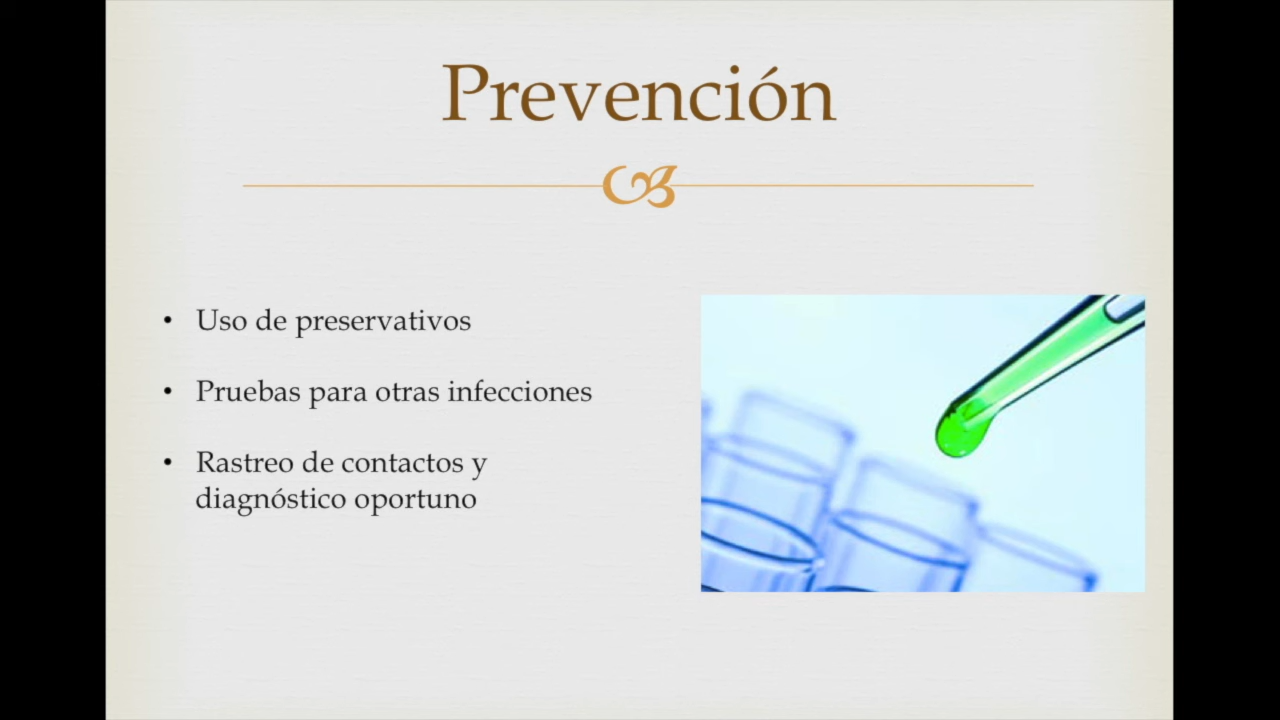 Prevención
• Uso de preservativos
• Pruebas para otras infecciones
• Rastreo de contactos y
diagnóstico oportuno